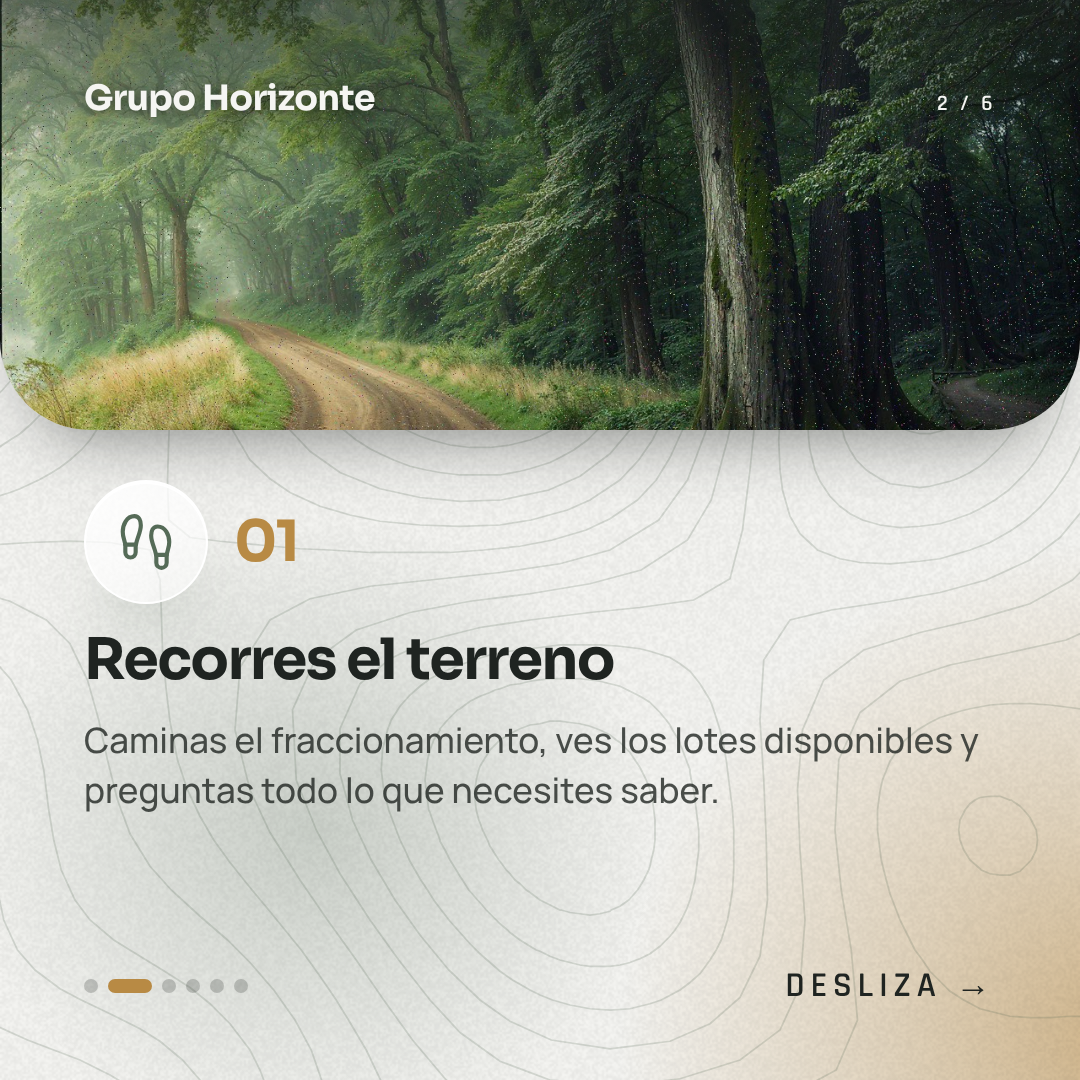 Grupo Horizonte
2 / 6
01
Recorres el terreno
Caminas el fraccionamiento, ves los lotes disponibles y
preguntas todo lo que necesites saber.
DESLIZA →